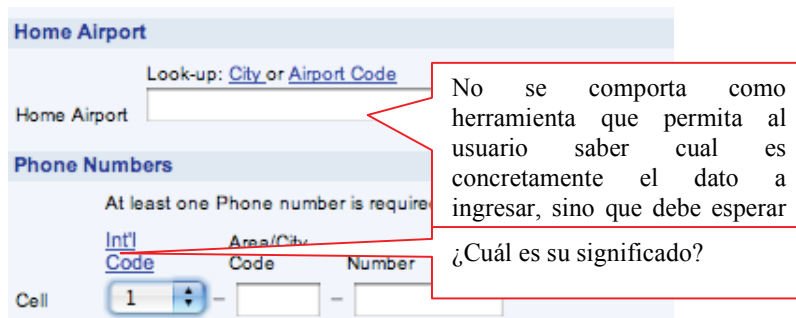 Home Airport
Look-up: City or Airport Code
Home Airport
No se comporta como
herramienta que permita al
usuario saber cual es
concretamente el dato a
ingresar, sino que debe esperar
Phone Numbers
At least one Phone number is require
Int'l
Code
Area/City
Code
Number
¿Cuál es su significado?
Cell
1
–
–